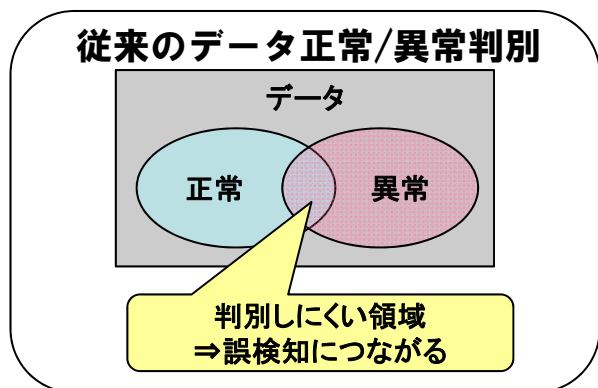 従来のデータ正常/異常判別
データ
正常
異常
判別しにくい領域
⇒誤検知につながる